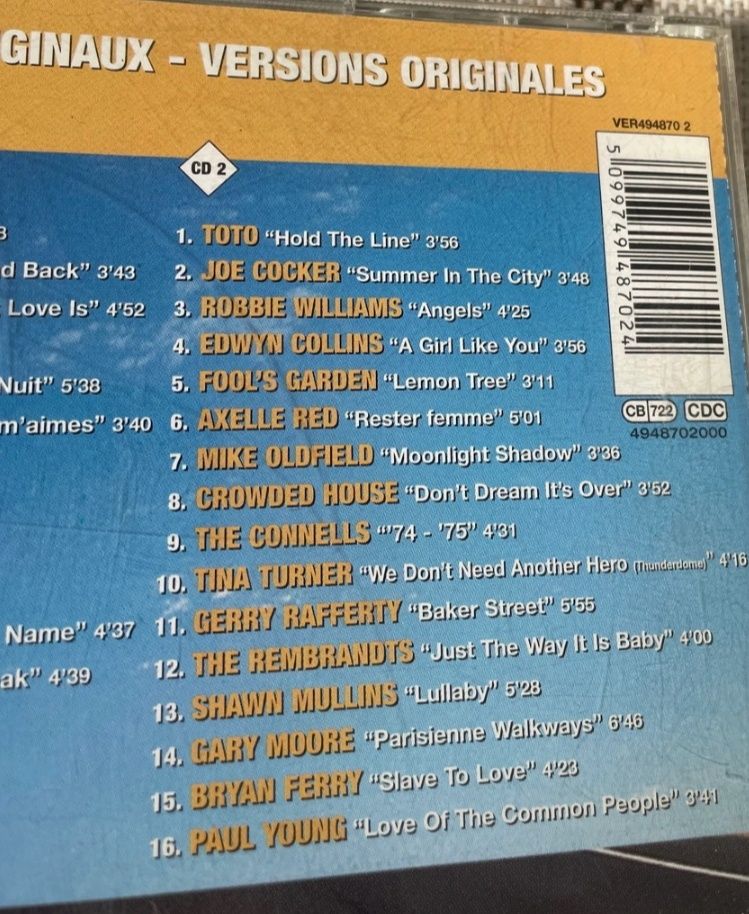 GINAUX - VERSIONS ORIGINALES
VER494870 2
5 099749 487024
CB 722 CDC
4948702000
3
d Back” 3'43
Love Is” 4'52
Nuit” 5'38
m'aimes” 3'40
Name” 4'37
ak” 4'39
CD 2
1. TOTO “Hold The Line” 3'56
2. JOE COCKER “Summer In The City” 3'48
3. ROBBIE WILLIAMS “Angels” 4'25
4. EDWYN COLLINS “A Girl Like You” 3'56
5. FOOL'S GARDEN “Lemon Tree” 3'11
6. AXELLE RED “Rester femme” 5'01
7. MIKE OLDFIELD “Moonlight Shadow” 3'36
8. CROWDED HOUSE “Don't Dream It's Over” 3'52
9. THE CONNELLS “'74 - '75” 4'31
10. TINA TURNER “We Don't Need Another Hero (Thunderdome)” 4'16
11. GERRY RAFFERTY “Baker Street” 5'55
12. THE REMBRANDTS “Just The Way It Is Baby” 4'00
13. SHAWN MULLINS “Lullaby” 5'28
14. GARY MOORE “Parisienne Walkways” 6'46
15. BRYAN FERRY “Slave To Love” 4'23
16. PAUL YOUNG “Love Of The Common People” 3'41